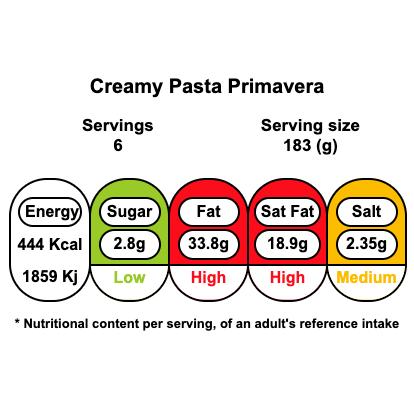 Creamy Pasta Primavera
Servings Serving size
6 183 (g)
Energy Sugar Fat Sat Fat Salt
444 Kcal 2.8g 33.8g 18.9g 2.35g
1859 Kj Low High High Medium
* Nutritional content per serving, of an adult's reference intake